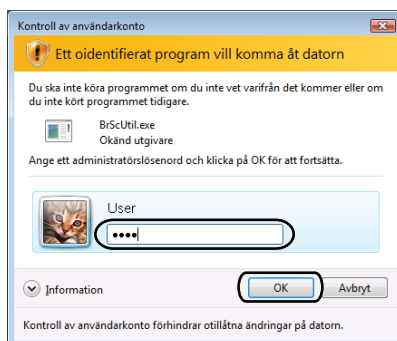 Kontroll av användarkonto
Ett oidentifierat program vill komma åt datorn
Du ska inte köra programmet om du inte vet varifrån det kommer eller om
du inte kört programmet tidigare.
BrScUtil.exe
Okänd utgivare
Ange ett administratörslösenord och klicka på OK för att fortsätta.
User
••••
Information
OK
Avbryt
Kontroll av användarkonto förhindrar otillåtna ändringar på datorn.